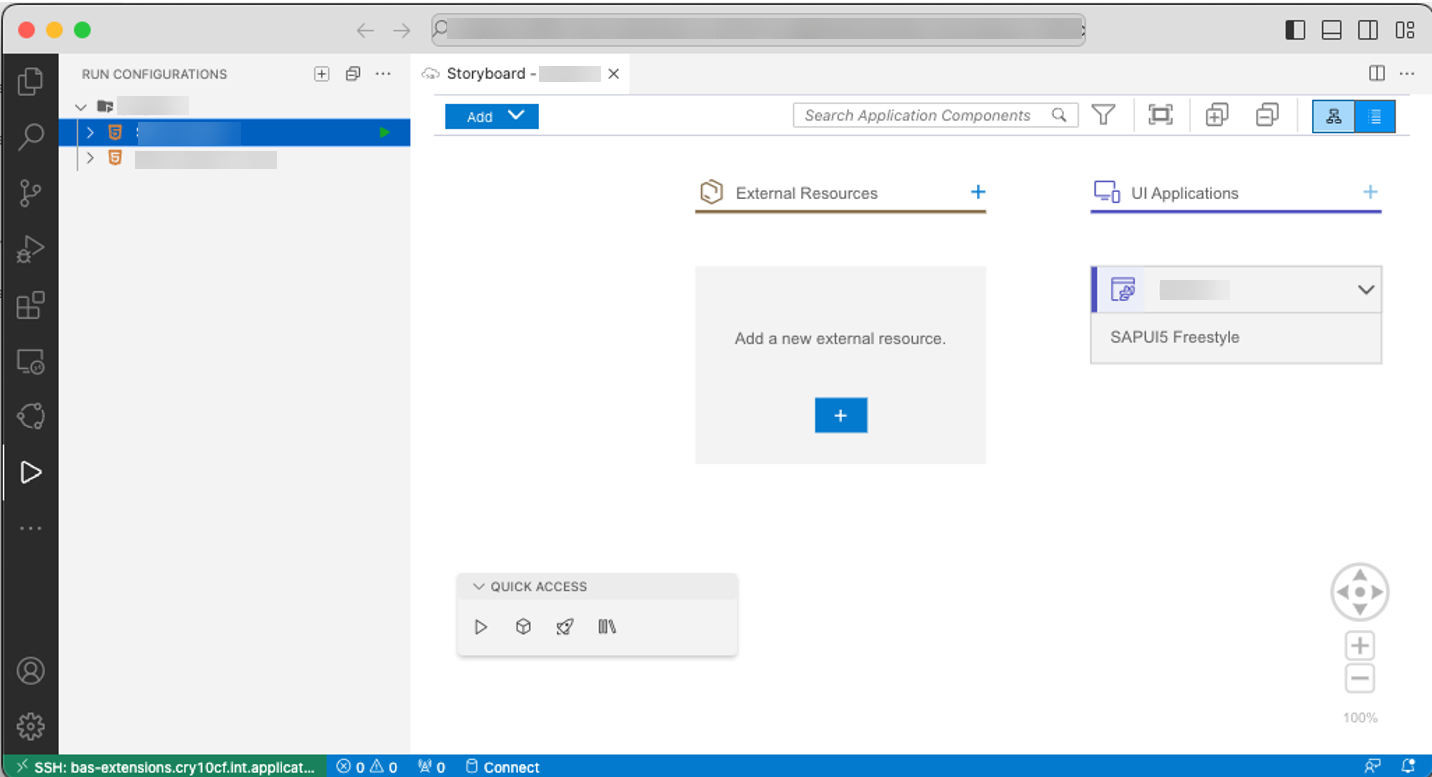 RUN CONFIGURATIONS
Storyboard -
Add
Search Application Components
External Resources
UI Applications
Add a new external resource.
SAPUI5 Freestyle
QUICK ACCESS
100%
SSH: bas-extensions.cry10cf.int.applicat... 0 0 0 Connect